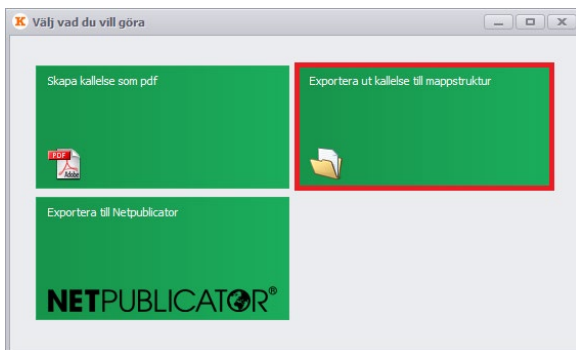 K Välj vad du vill göra
Skapa kallelse som pdf
Exportera ut kallelse till mappstruktur
PDF
Adobe
Exportera till Netpublicator
NETPUBLICATOR®